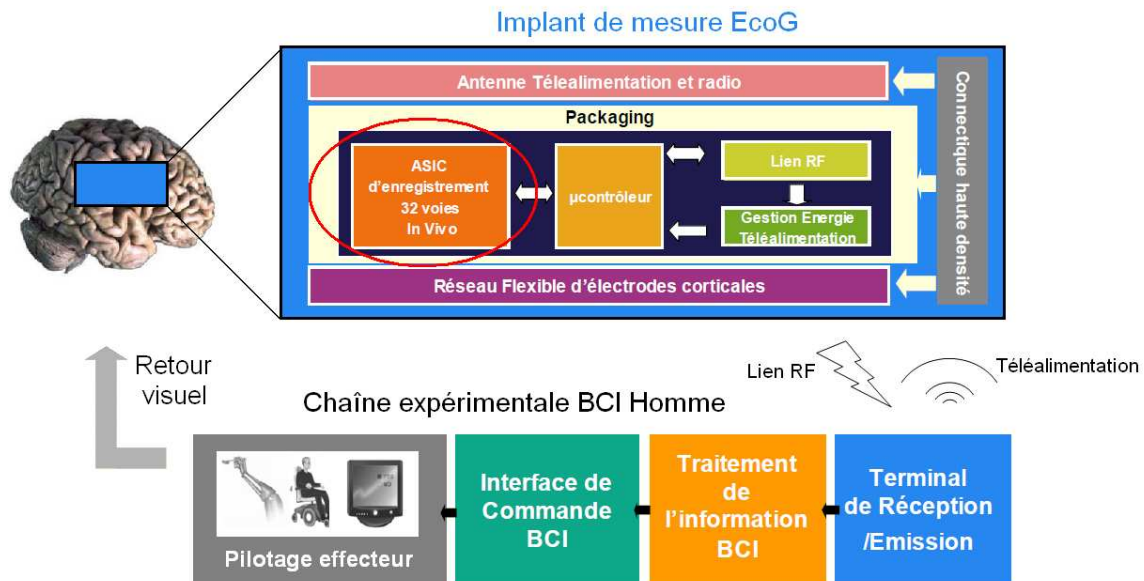 Implant de mesure EcoG
Antenne Télealimentation et radio
Packaging
ASIC
d'enregistrement
32 voies
In Vivo
µcontrôleur
Lien RF
Gestion Energie
Téléalimentation
Connectique haute densité
Réseau Flexible d'électrodes corticales
Retour
visuel
Lien RF
Téléalimentation
Chaîne expérimentale BCI Homme
Pilotage effecteur
Interface de
Commande
BCI
Traitement
de
l'information
BCI
Terminal
de Réception
/Emission